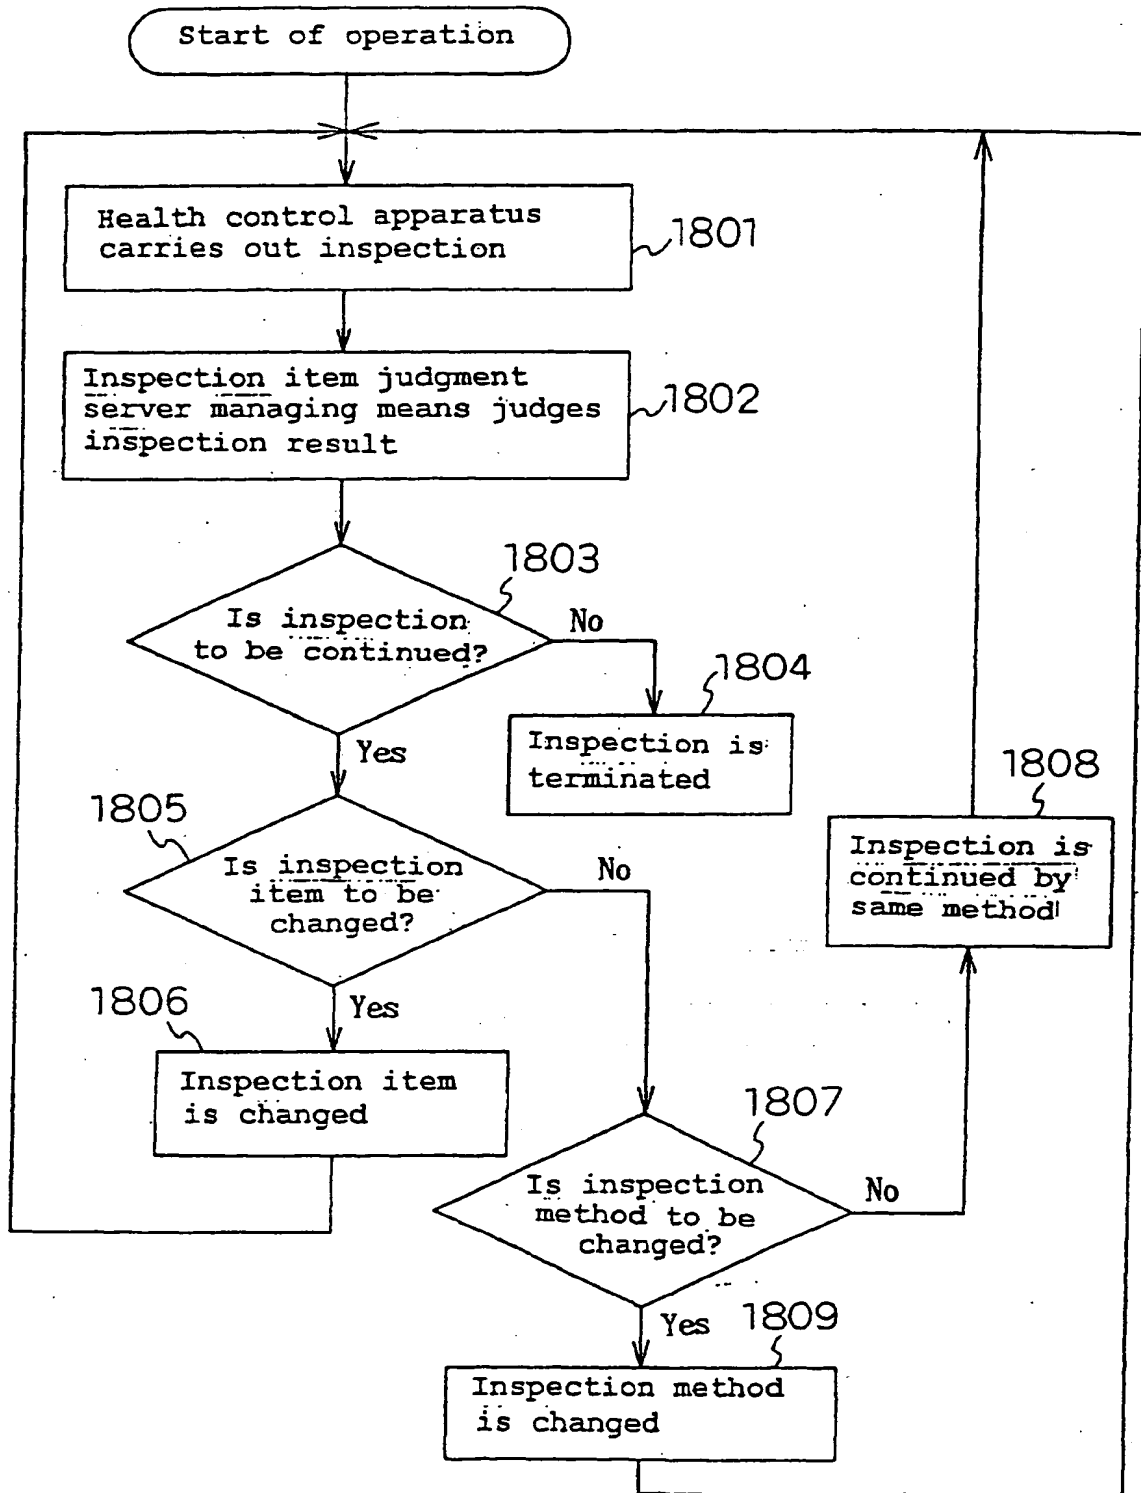 Start of operation
Health control apparatus
carries out inspection
1801
Inspection item judgment
server managing means judges
inspection result
1802
1803
Is inspection
to be continued?
No
1804
Inspection is
terminated
Yes
1805
Is inspection
item to be
changed?
No
1808
Inspection is
continued by
same method
Yes
1806
Inspection item
is changed
1807
Is inspection
method to be
changed?
No
Yes
1809
Inspection method
is changed